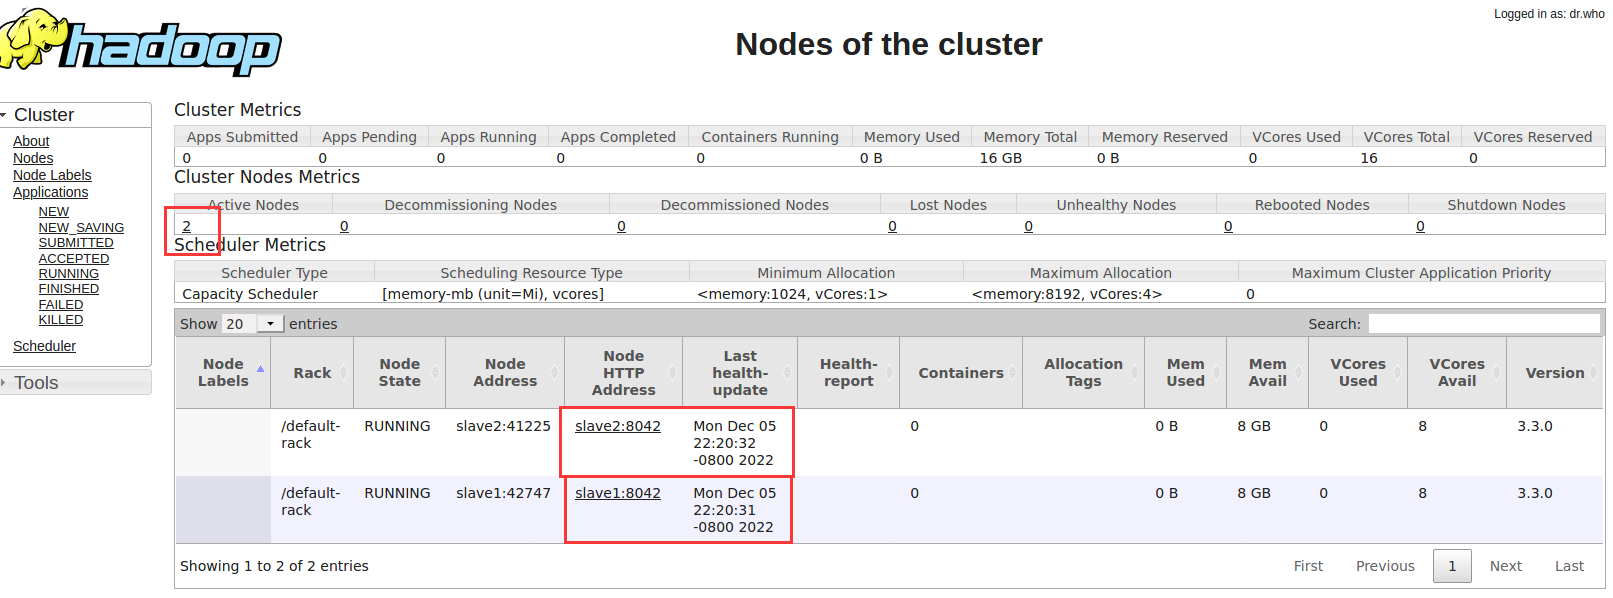 Logged in as: dr.who
hadoop
Nodes of the cluster
Cluster
About
Nodes
Node Labels
Applications
NEW
NEW_SAVING
SUBMITTED
ACCEPTED
RUNNING
FINISHED
FAILED
KILLED
Scheduler
Tools
Cluster Metrics
Apps Submitted Apps Pending Apps Running Apps Completed Containers Running Memory Used Memory Total Memory Reserved VCores Used VCores Total VCores Reserved
0 0 0 0 0 0 B 16 GB 0 B 0 16 0
Cluster Nodes Metrics
Active Nodes Decommissioning Nodes Decommissioned Nodes Lost Nodes Unhealthy Nodes Rebooted Nodes Shutdown Nodes
2 0 0 0 0 0 0
Scheduler Metrics
Scheduler Type Scheduling Resource Type Minimum Allocation Maximum Allocation Maximum Cluster Application Priority
Capacity Scheduler [memory-mb (unit=Mi), vcores] <memory:1024, vCores:1> <memory:8192, vCores:4> 0
Show 20 entries Search:
Node Labels Rack Node State Node Address Node HTTP Address Last health-update Health-report Containers Allocation Tags Mem Used Mem Avail VCores Used VCores Avail Version
/default-rack RUNNING slave2:41225 slave2:8042 Mon Dec 05 22:20:32 -0800 2022 0 0 B 8 GB 0 8 3.3.0
/default-rack RUNNING slave1:42747 slave1:8042 Mon Dec 05 22:20:31 -0800 2022 0 0 B 8 GB 0 8 3.3.0
Showing 1 to 2 of 2 entries First Previous 1 Next Last